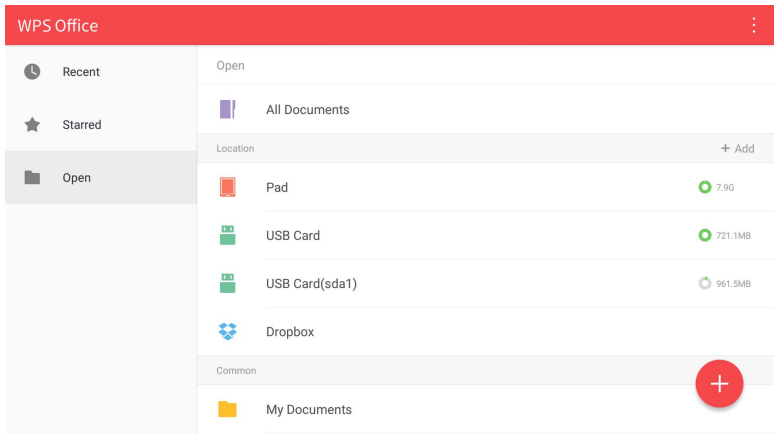 WPS Office
Recent
Starred
Open
Open
All Documents
Location
+ Add
Pad
7.9G
USB Card
721.1MB
USB Card(sda1)
961.5MB
Dropbox
Common
My Documents